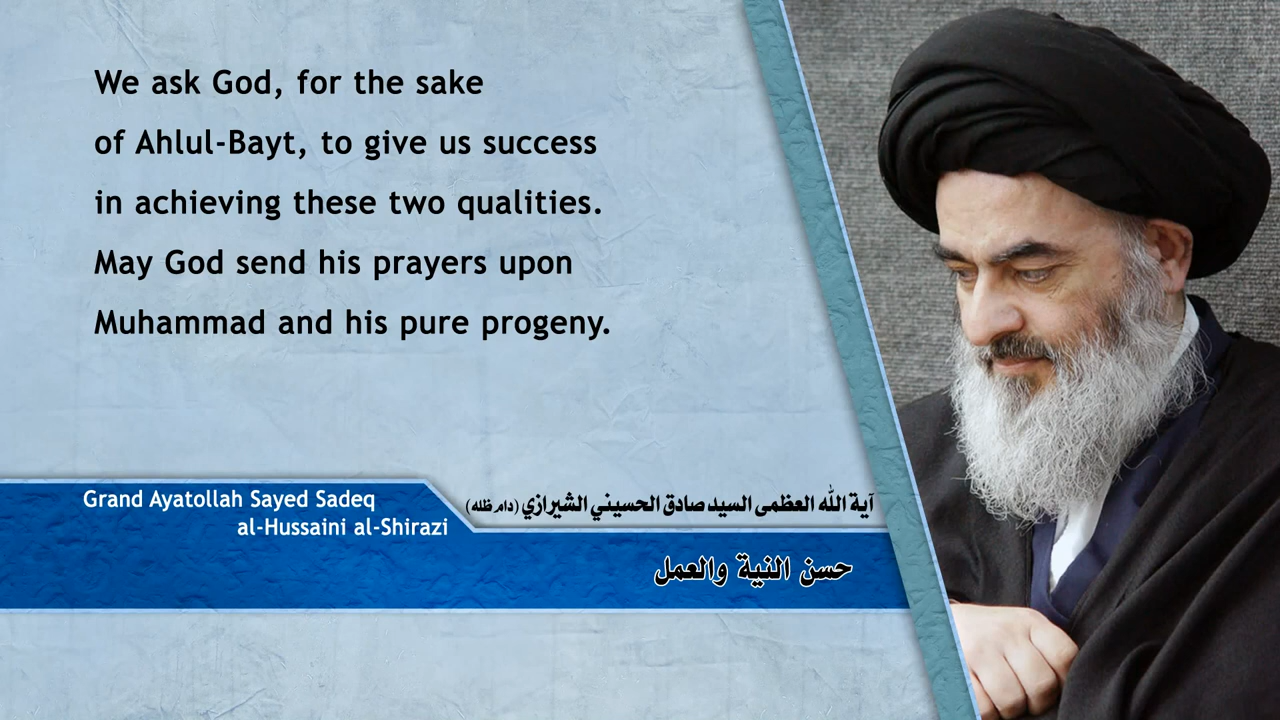 We ask God, for the sake
of Ahlul-Bayt, to give us success
in achieving these two qualities.
May God send his prayers upon
Muhammad and his pure progeny.
Grand Ayatollah Sayed Sadeq
al-Hussaini al-Shirazi
آية الله العظمى السيد صادق الحسيني الشيرازي (دام ظله)
حسن النية والعمل